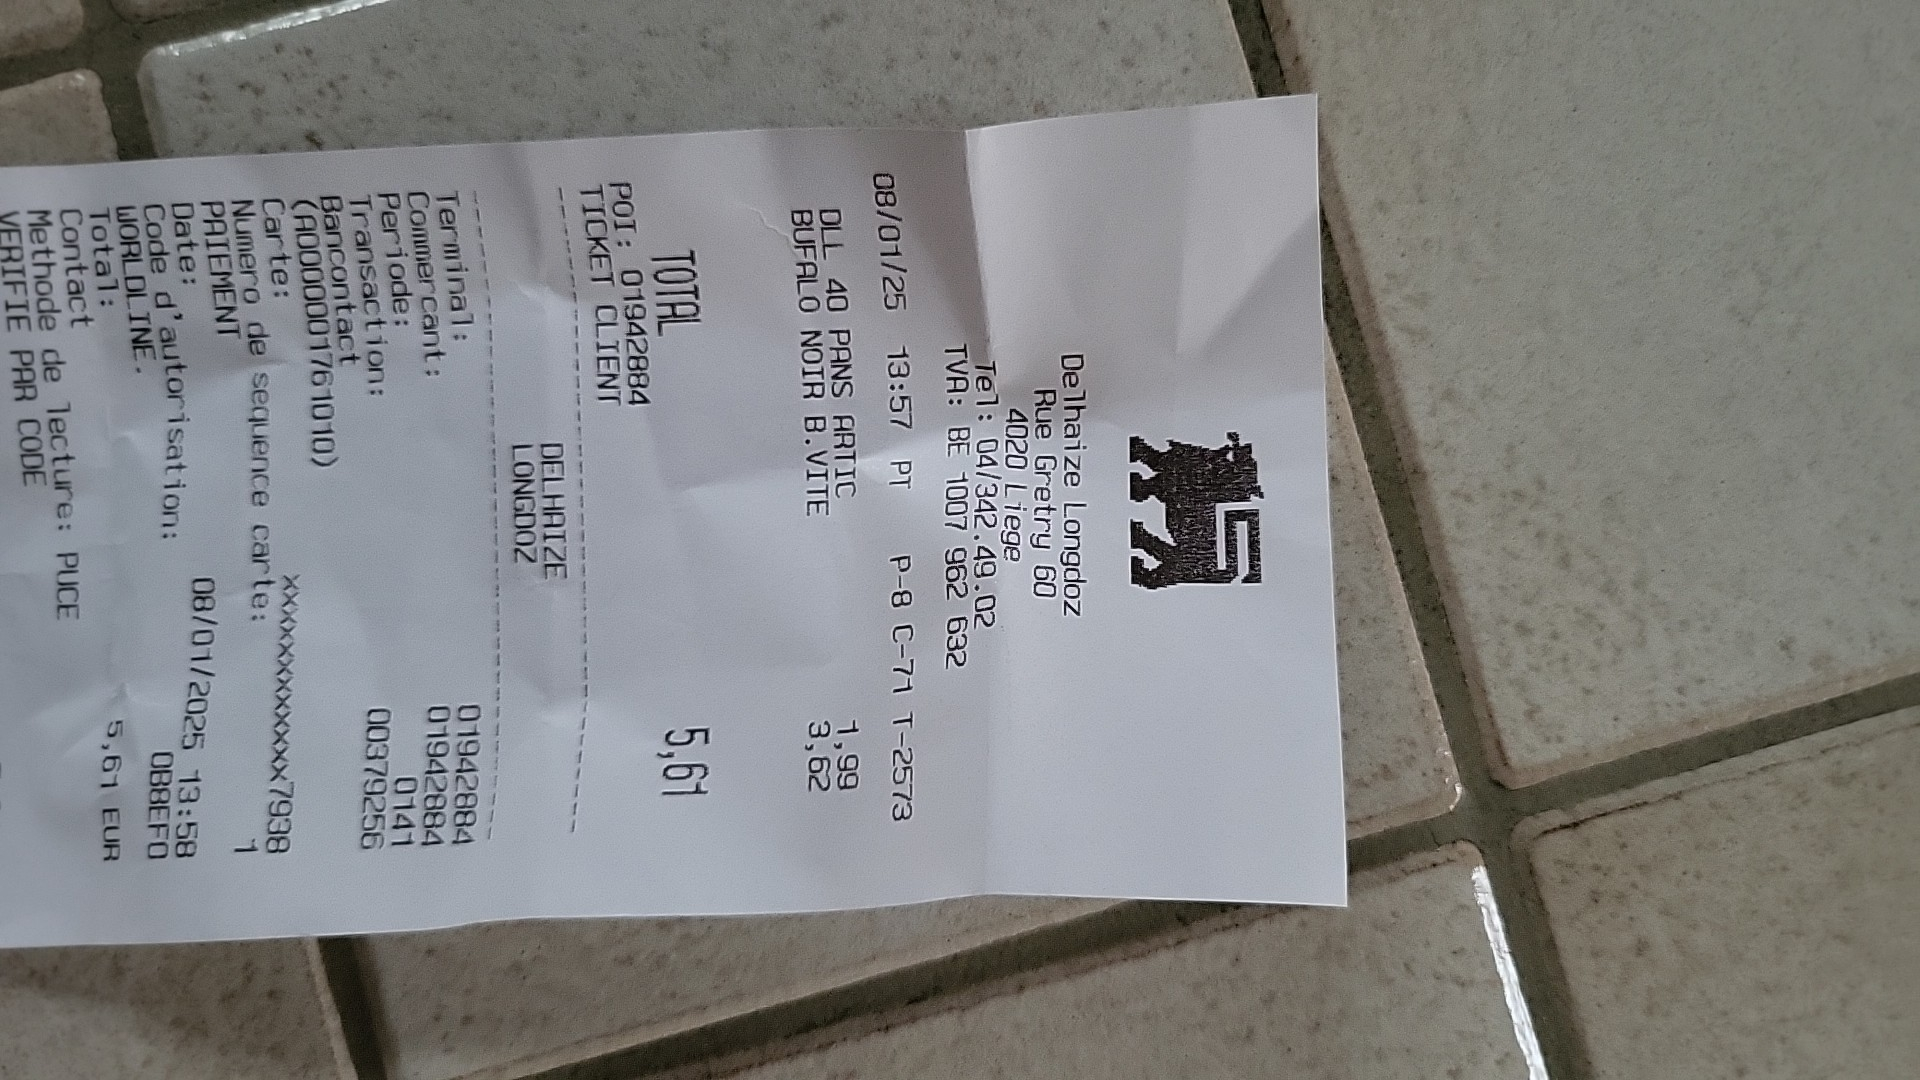 Delhaize Longdoz
Rue Gretry 60
4020 Liege
Tel: 04/342.49.02
TVA: BE 1007 962 632
08/01/25 13:57 PT P-8 C-71 T-2573
DLL 40 PANS ARTIC 1,99
BUFALO NOIR B.VITE 3,62
TOTAL 5,61
POI: 01942884
TICKET CLIENT
DELHAIZE
LONGDOZ
Terminal: 01942884
Commercant: 01942884
Periode: 0141
Transaction: 00379256
Bancontact
(A0000001761010)
Carte: xxxxxxxxxxxxx7938
Numero de sequence carte: 1
PAIEMENT
Date: 08/01/2025 13:58
Code d'autorisation: 0B8EF0
WORLDLINE.
Total: 5,61 EUR
Contact
Methode de lecture: PUCE
VERIFIE PAR CODE